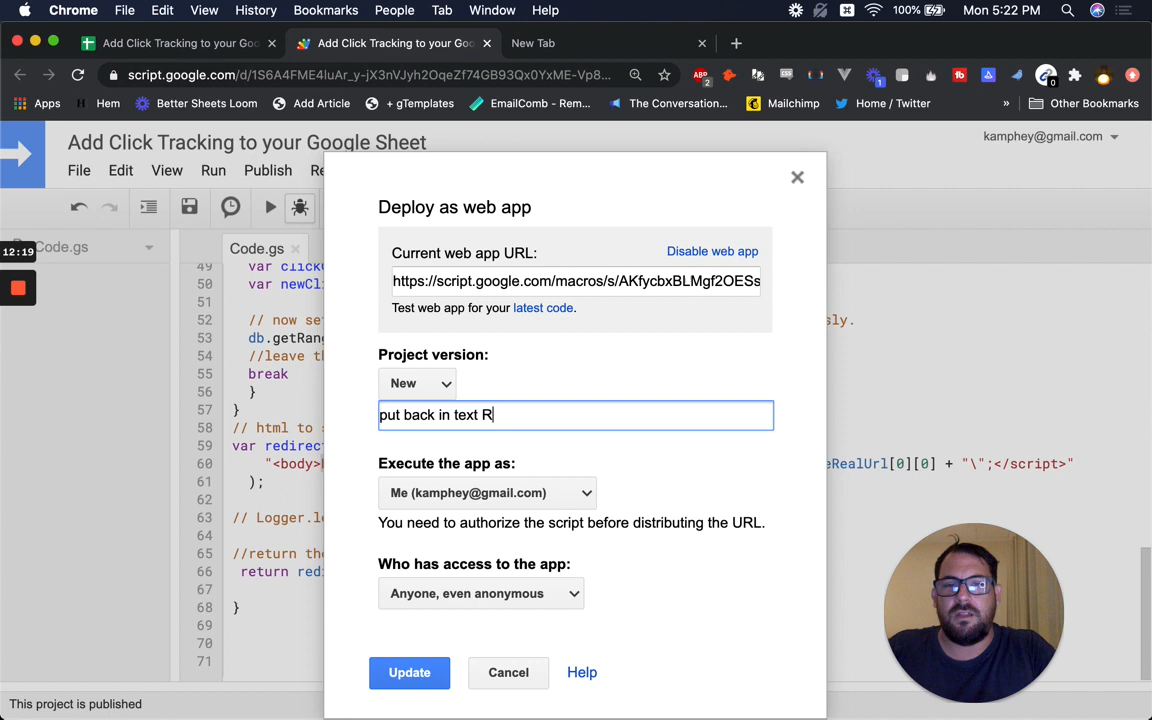 Chrome File Edit View History Bookmarks People Tab Window Help 100% Mon 5:22 PM
Add Click Tracking to your Goo Add Click Tracking to your Goo New Tab
script.google.com/d/1S6A4FME4luAr_y-jX3nVJyh2OqeZf74GB93Qx0YxME-Vp8...
Apps Hem Better Sheets Loom Add Article + gTemplates EmailComb - Rem... The Conversation... Mailchimp Home / Twitter » Other Bookmarks
Add Click Tracking to your Google Sheet
kamphey@gmail.com
File Edit View Run Publish Re
12:19
Code.gs
Code.gs
49 var click
50 var newCli
51
52 // now se sly.
53 db.getRan
54 //leave t
55 break
56 }
57 }
58 // html to
59 var redirec
60 "<body> eRealUrl[0][0] + "\";</script>"
61 );
62
63 // Logger.l
64
65 //return the
66 return redi
67
68 }
69
70
71
Deploy as web app
Current web app URL: Disable web app
https://script.google.com/macros/s/AKfycbxBLMgf2OESs
Test web app for your latest code.
Project version:
New
put back in text R
Execute the app as:
Me (kamphey@gmail.com)
You need to authorize the script before distributing the URL.
Who has access to the app:
Anyone, even anonymous
Update Cancel Help
This project is published